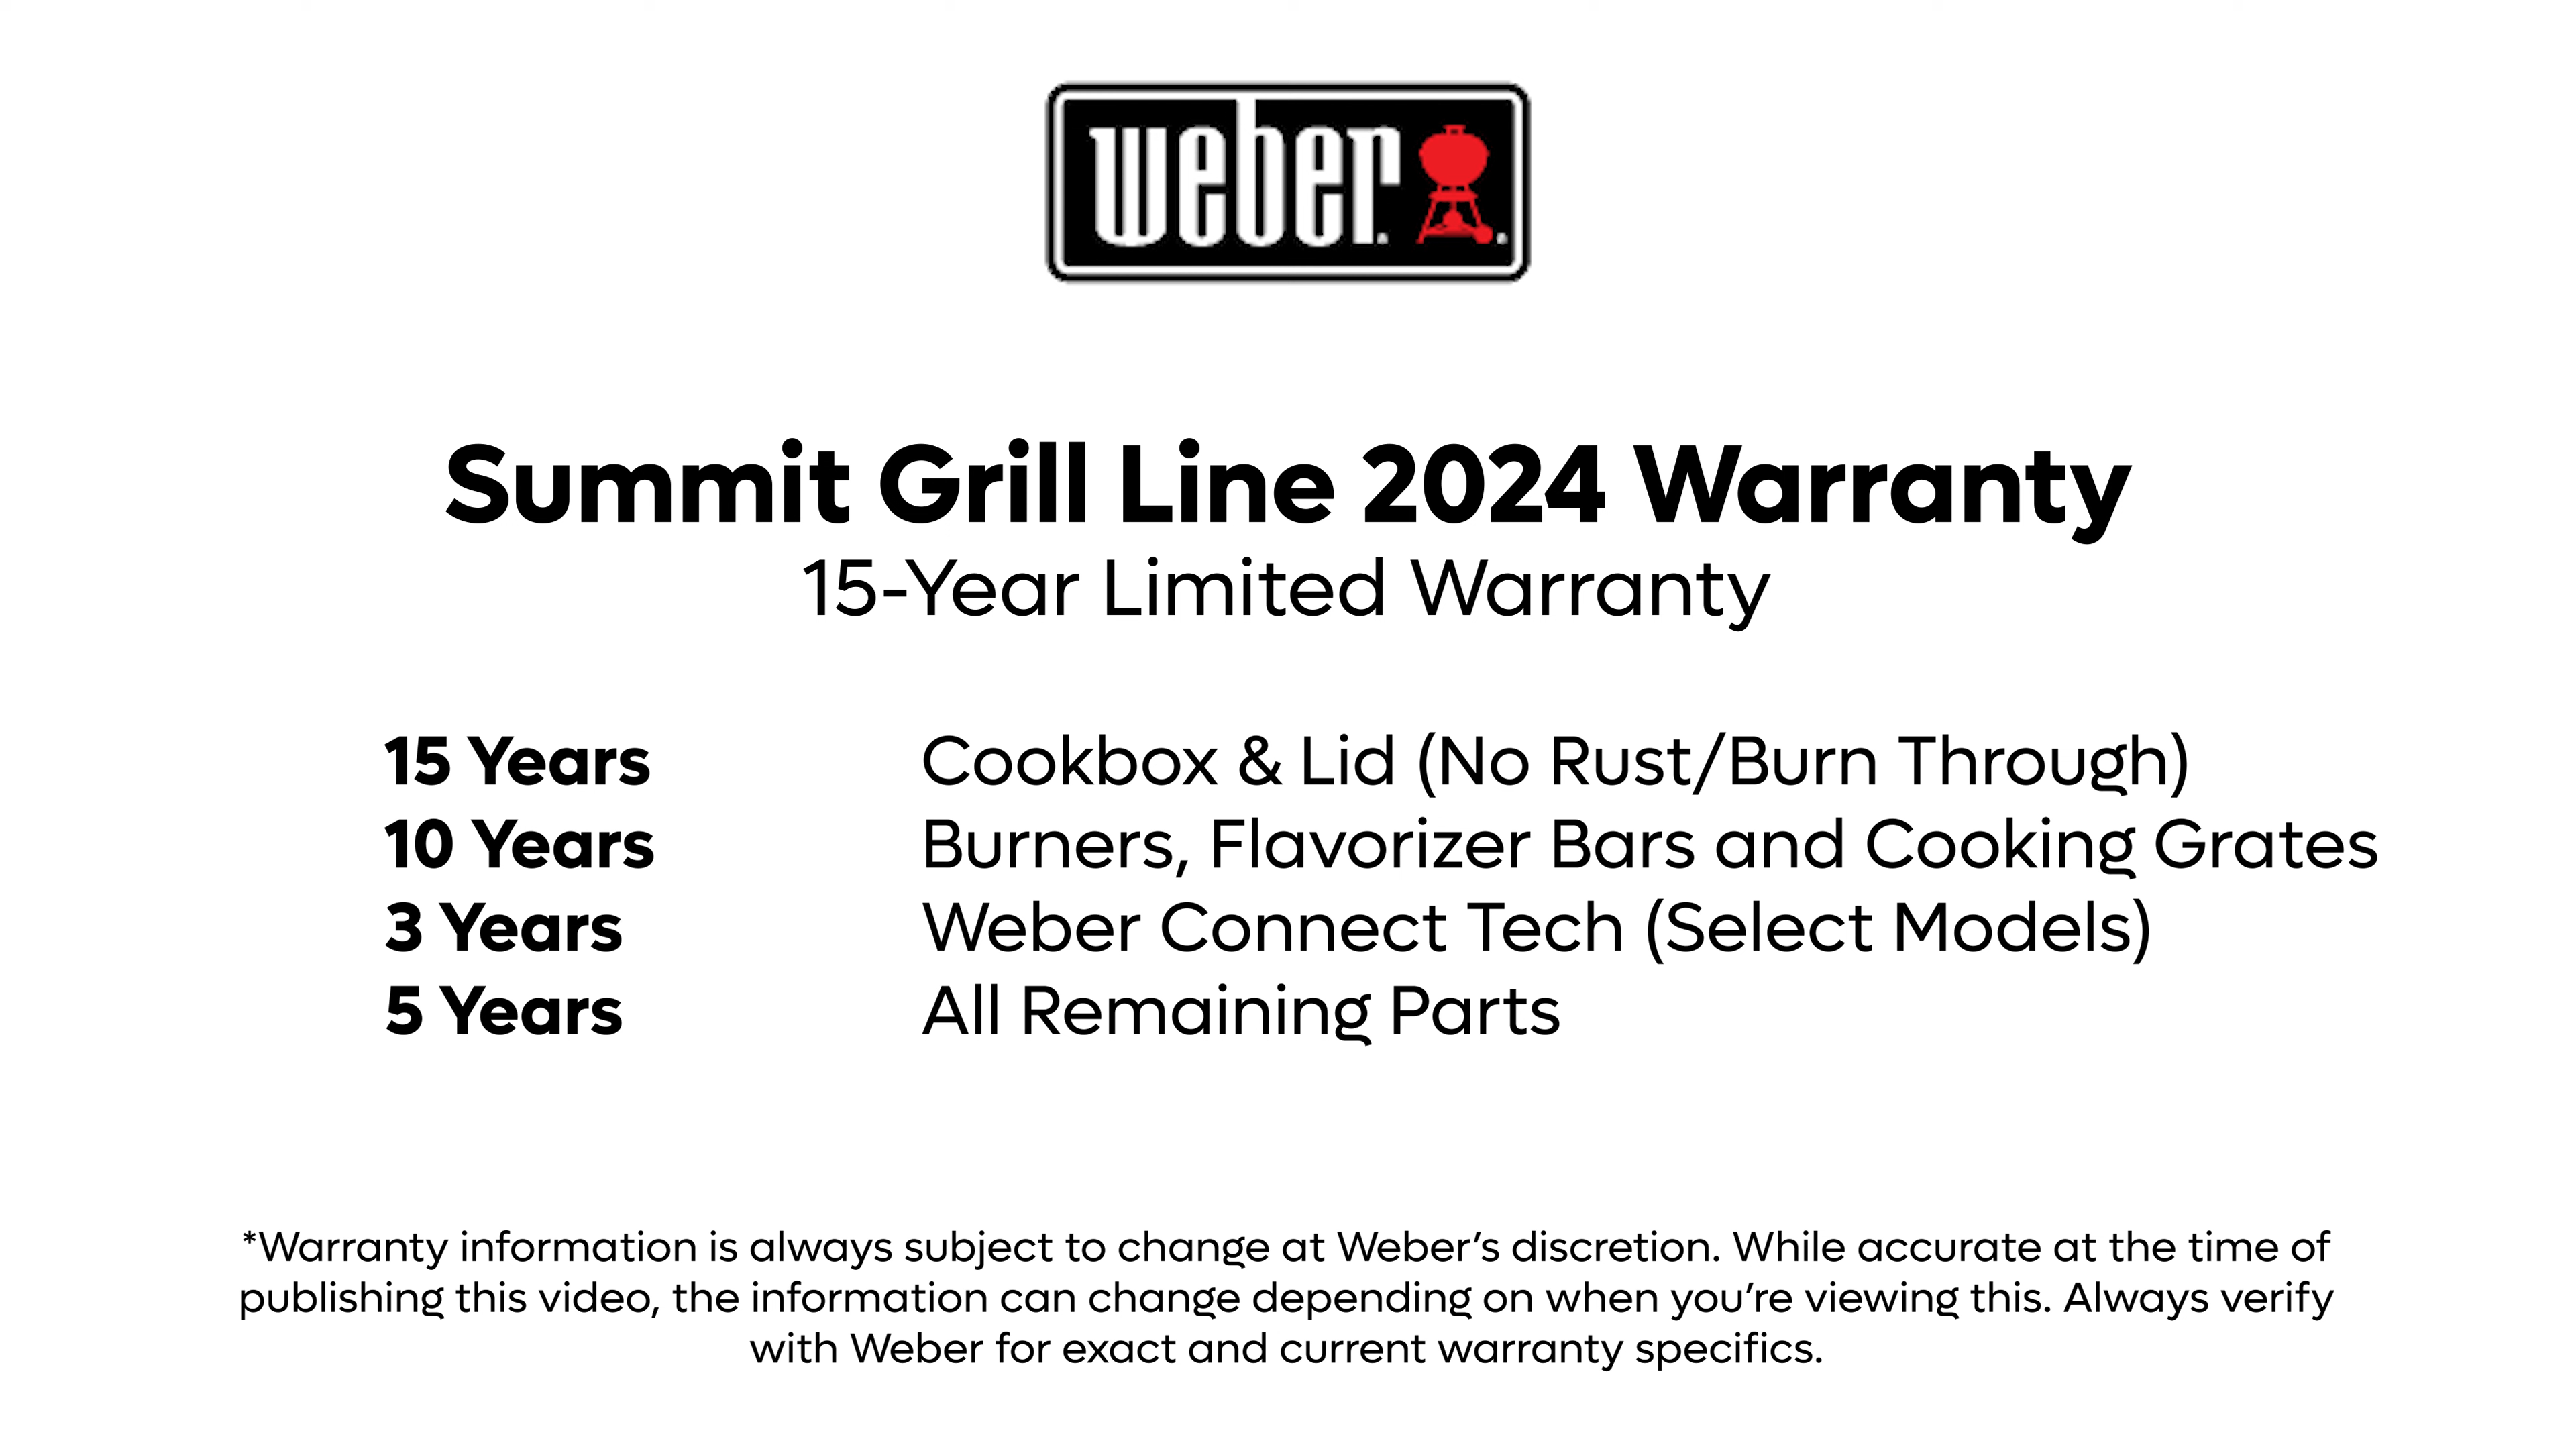 weber
Summit Grill Line 2024 Warranty
15-Year Limited Warranty
15 Years Cookbox & Lid (No Rust/Burn Through)
10 Years Burners, Flavorizer Bars and Cooking Grates
3 Years Weber Connect Tech (Select Models)
5 Years All Remaining Parts
*Warranty information is always subject to change at Weber’s discretion. While accurate at the time of
publishing this video, the information can change depending on when you’re viewing this. Always verify
with Weber for exact and current warranty specifics.